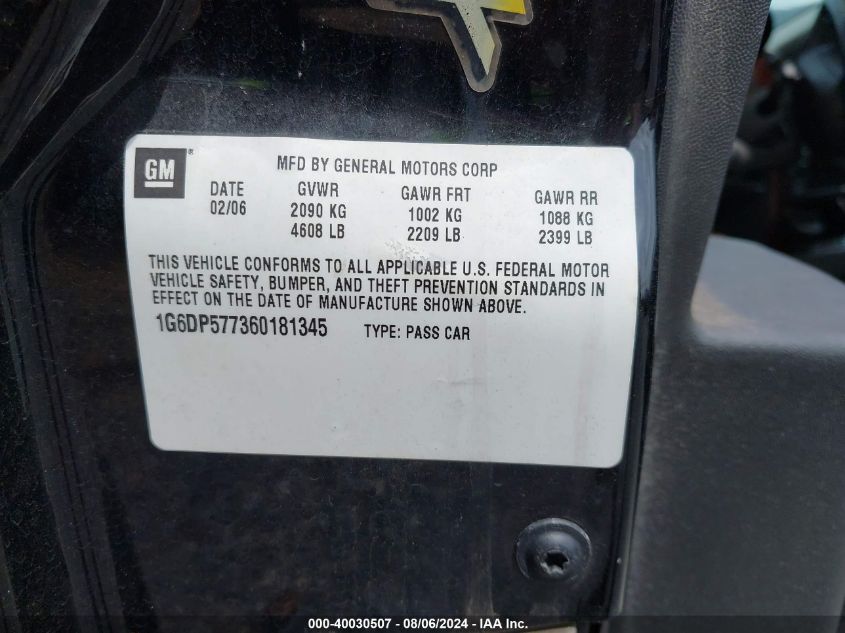 GM ®
MFD BY GENERAL MOTORS CORP
DATE GVWR GAWR FRT GAWR RR
02/06 2090 KG 1002 KG 1088 KG
4608 LB 2209 LB 2399 LB
THIS VEHICLE CONFORMS TO ALL APPLICABLE U.S. FEDERAL MOTOR
VEHICLE SAFETY, BUMPER, AND THEFT PREVENTION STANDARDS IN
EFFECT ON THE DATE OF MANUFACTURE SHOWN ABOVE.
1G6DP577360181345 TYPE: PASS CAR
000-40030507 - 08/06/2024 - IAA Inc.